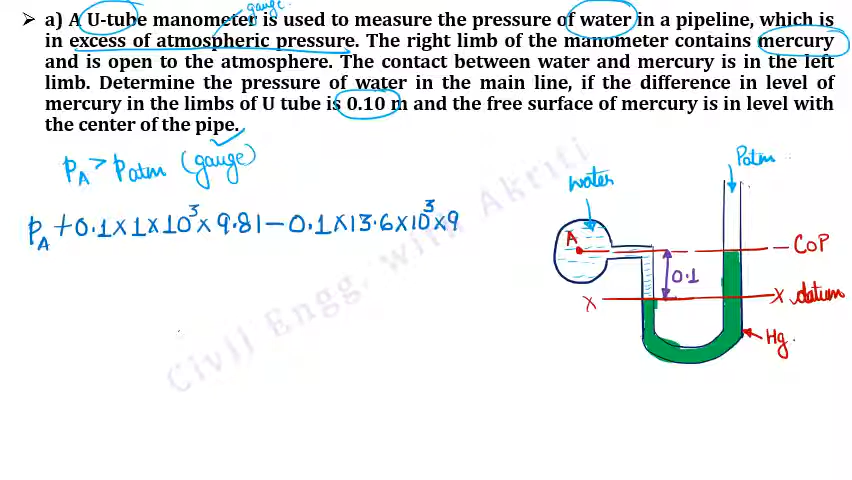 gauge
➢ a) A U-tube manometer is used to measure the pressure of water in a pipeline, which is
in excess of atmospheric pressure. The right limb of the manometer contains mercury
and is open to the atmosphere. The contact between water and mercury is in the left
limb. Determine the pressure of water in the main line, if the difference in level of
mercury in the limbs of U tube is 0.10 m and the free surface of mercury is in level with
the center of the pipe.
P_A > Patm (gauge)
P_A + 0.1 × 1 × 10³ × 9.81 − 0.1 × 13.6 × 10³ × 9
Patm
water
A
COP
0.1
X
X datum
Hg.
Civil Engg. with Akriti